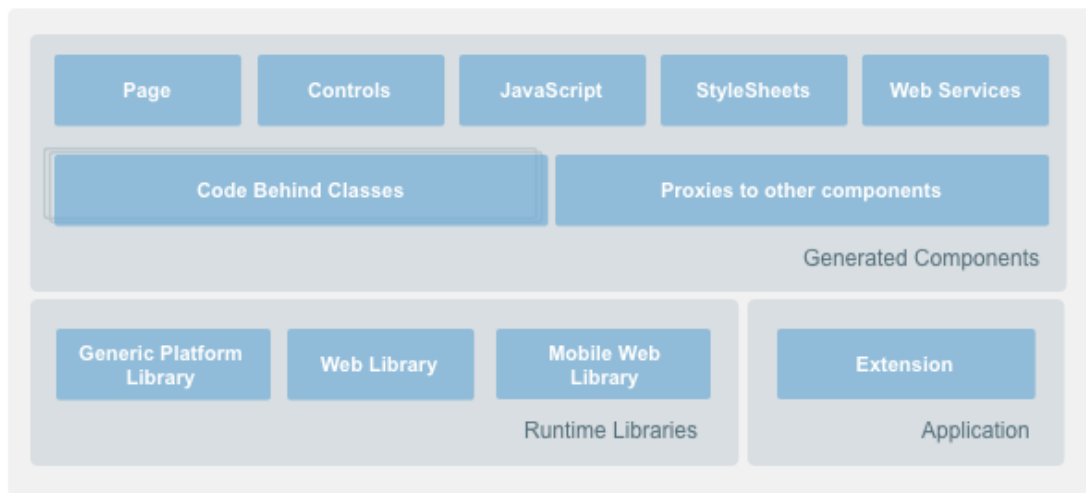 Page
Controls
JavaScript
StyleSheets
Web Services
Code Behind Classes
Proxies to other components
Generated Components
Generic Platform
Library
Web Library
Mobile Web
Library
Runtime Libraries
Extension
Application